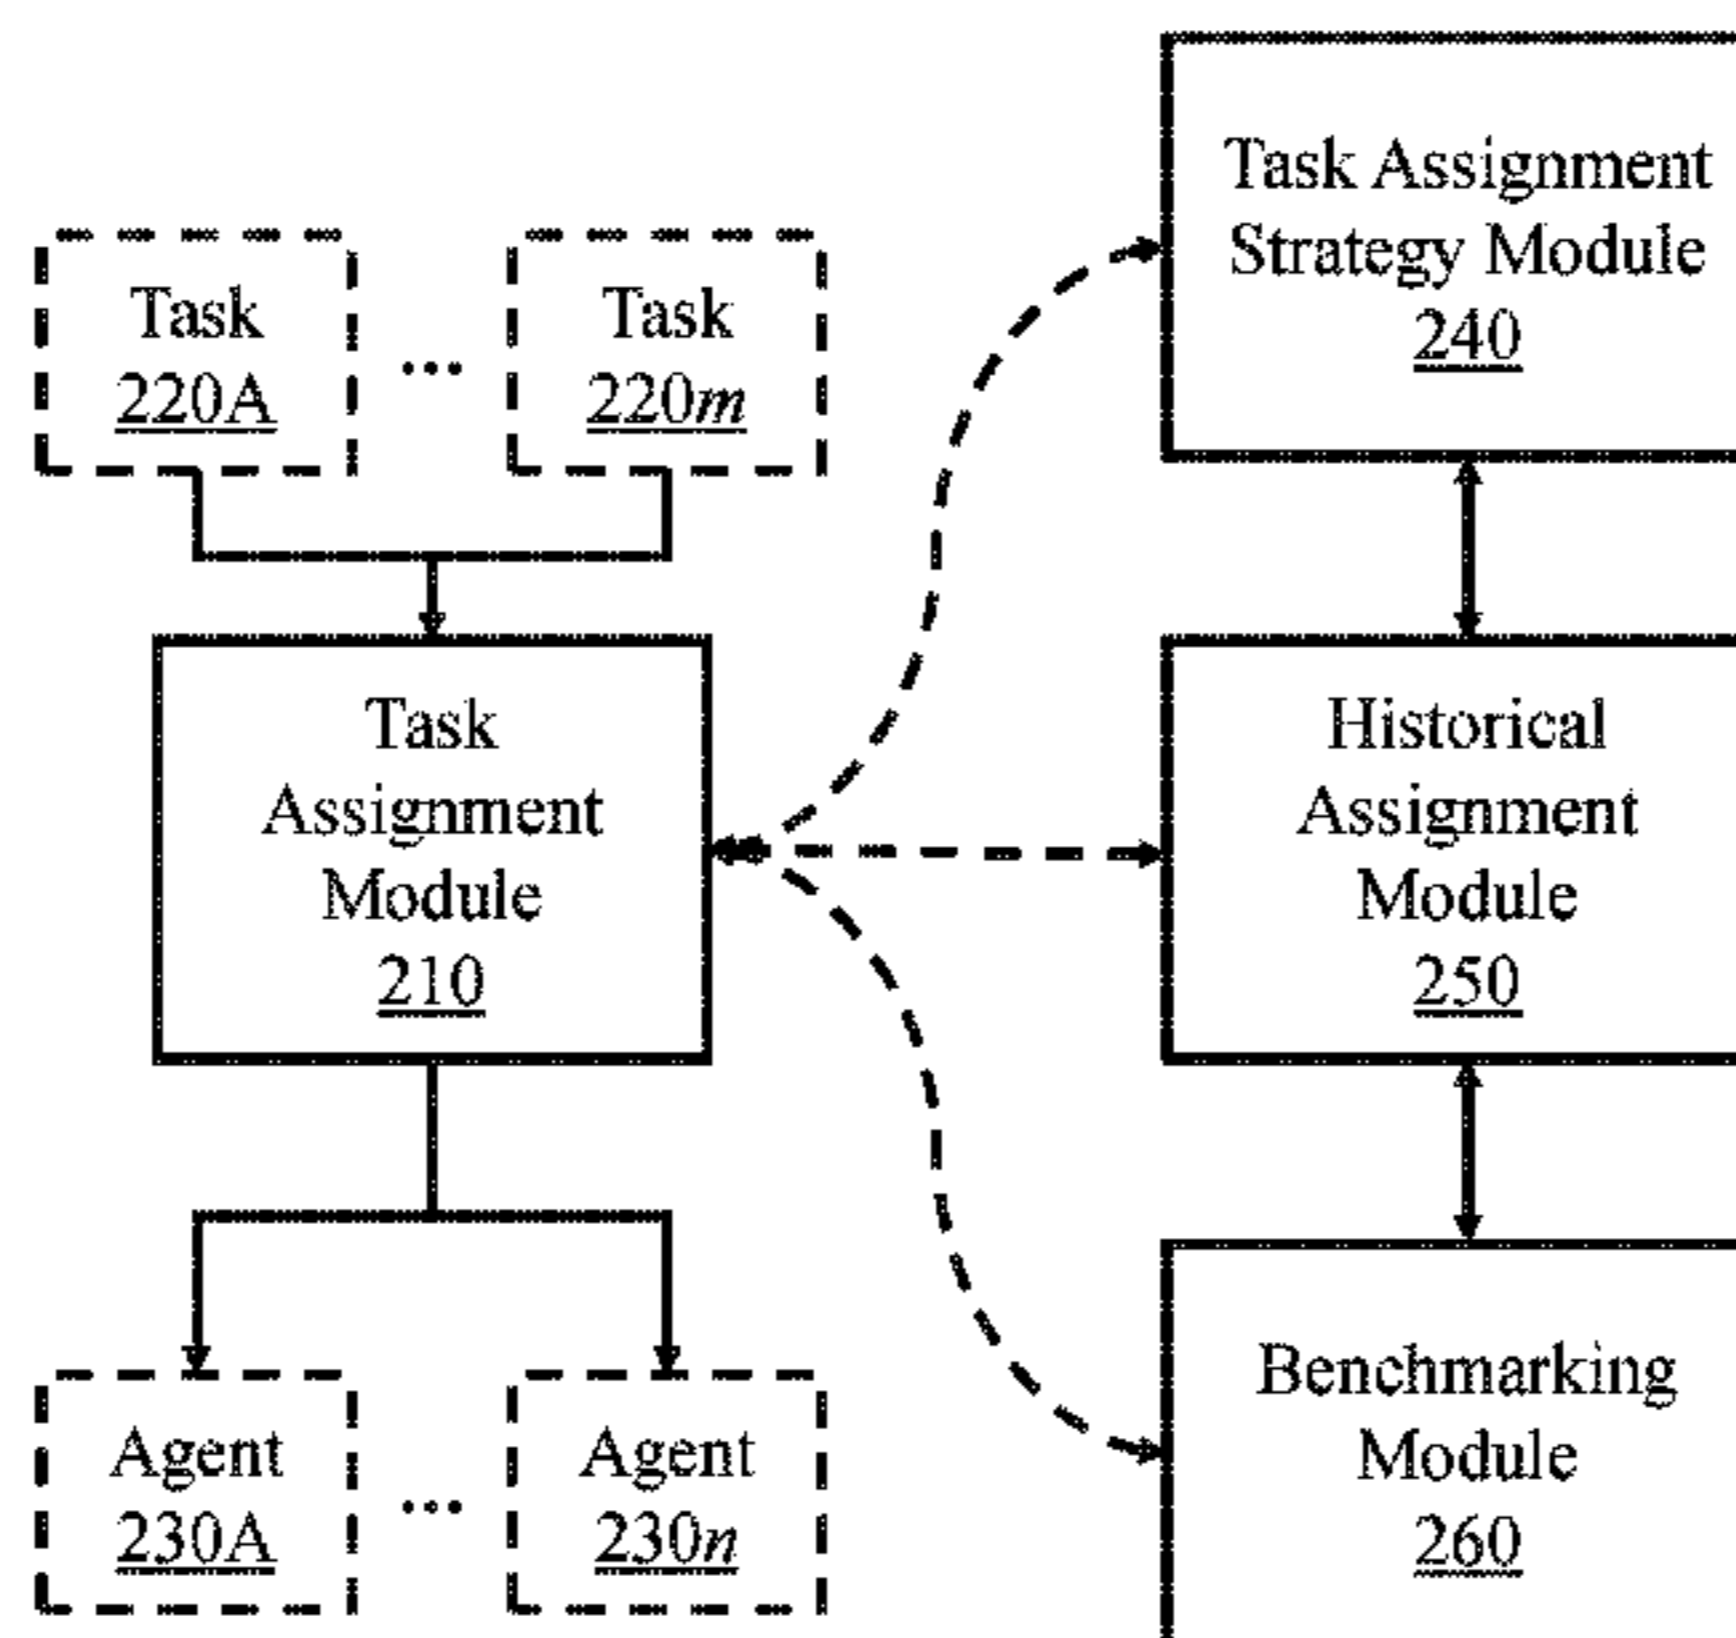 Task
220A
...
Task
220m
Task Assignment
Strategy Module
240
Task
Assignment
Module
210
Historical
Assignment
Module
250
Agent
230A
...
Agent
230n
Benchmarking
Module
260